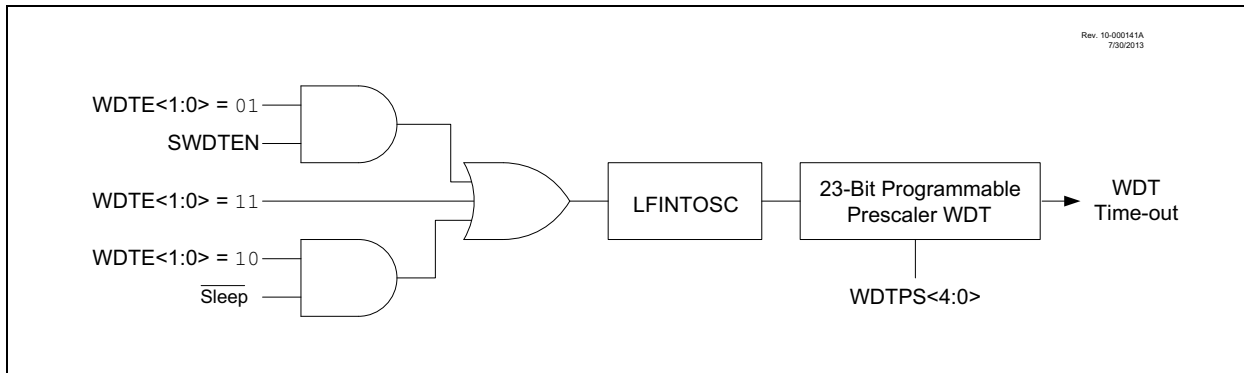 Rev. 10-000141A
7/30/2013
WDTE<1:0> = 01
SWDTEN
WDTE<1:0> = 11
WDTE<1:0> = 10
Sleep
LFINTOSC
23-Bit Programmable
Prescaler WDT
WDT
Time-out
WDTPS<4:0>